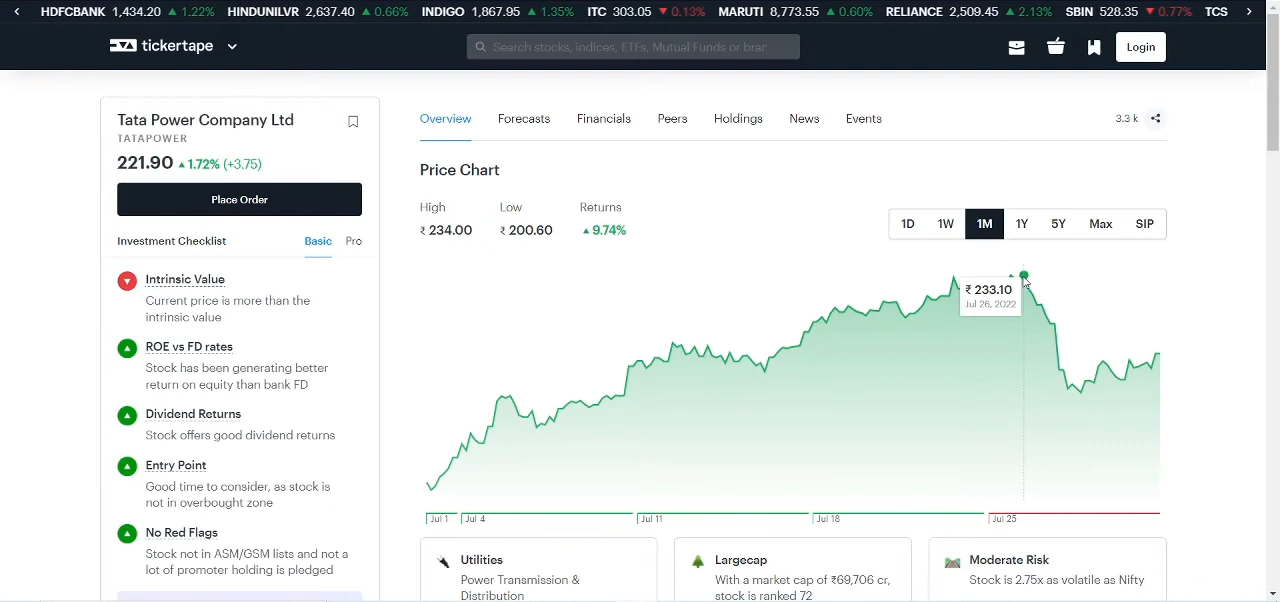 HDFCBANK 1,434.20 ▲ 1.22% HINDUNILVR 2,637.40 ▲ 0.66% INDIGO 1,867.95 ▲ 1.35% ITC 303.05 ▼ 0.13% MARUTI 8,773.55 ▲ 0.60% RELIANCE 2,509.45 ▲ 2.13% SBIN 528.35 ▼ 0.77% TCS
tickertape
Search stocks, indices, ETFs, Mutual Funds or brar
Login
Tata Power Company Ltd
TATAPOWER
221.90 ▲ 1.72% (+3.75)
Place Order
Investment Checklist Basic Pro
Intrinsic Value
Current price is more than the
intrinsic value
ROE vs FD rates
Stock has been generating better
return on equity than bank FD
Dividend Returns
Stock offers good dividend returns
Entry Point
Good time to consider, as stock is
not in overbought zone
No Red Flags
Stock not in ASM/GSM lists and not a
lot of promoter holding is pledged
Overview Forecasts Financials Peers Holdings News Events
3.3 k
Price Chart
High Low Returns
₹ 234.00 ₹ 200.60 ▲ 9.74%
1D 1W 1M 1Y 5Y Max SIP
₹ 233.10
Jul 26, 2022
Jul 1 Jul 4 Jul 11 Jul 18 Jul 25
Utilities
Power Transmission &
Distribution
Largecap
With a market cap of ₹69,706 cr,
stock is ranked 72
Moderate Risk
Stock is 2.75x as volatile as Nifty